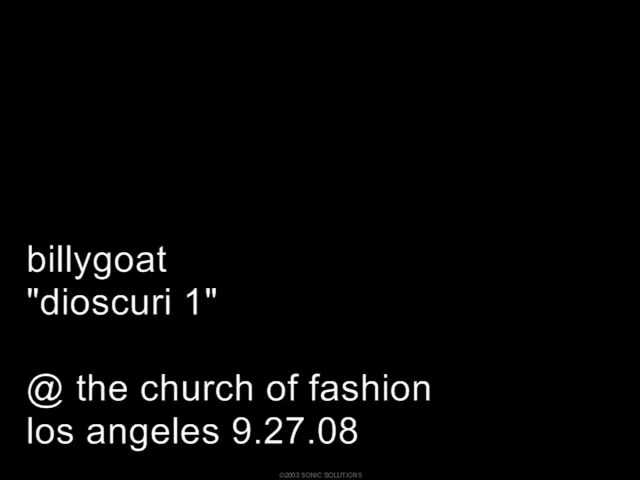 billygoat
"dioscuri 1"
@ the church of fashion
los angeles 9.27.08
©2003 SONIC SOLUTIONS